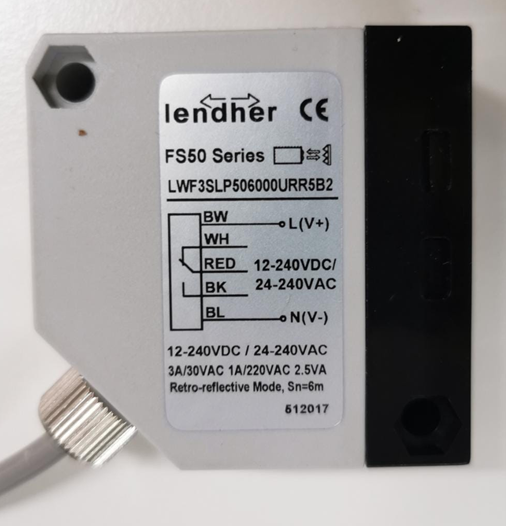 lendher CE
FS50 Series
LWF3SLP506000URR5B2
BW L(V+)
WH
RED 12-240VDC/
BK 24-240VAC
BL N(V-)
12-240VDC / 24-240VAC
3A/30VAC 1A/220VAC 2.5VA
Retro-reflective Mode, Sn=6m
512017